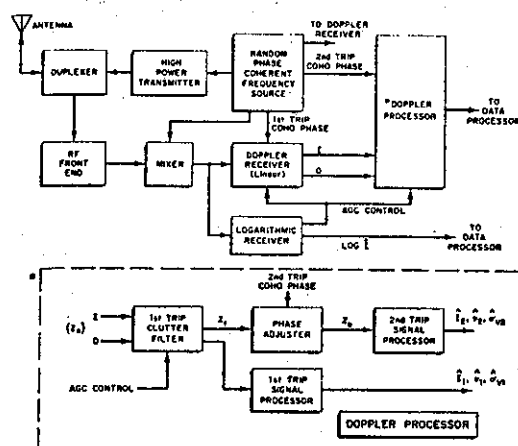 ANTENNA
DUPLEXER
HIGH
POWER
TRANSMITTER
RANDOM
PHASE
COHERENT
FREQUENCY
SOURCE
TO DOPPLER RECEIVER
2nd TRIP
COHO PHASE
* DOPPLER
PROCESSOR
TO
DATA
PROCESSOR
1st TRIP
COHO PHASE
RF
FRONT
END
MIXER
DOPPLER
RECEIVER
(Linear)
I
Q
AGC CONTROL
LOGARITHMIC
RECEIVER
LOG
TO
DATA
PROCESSOR
*
2nd TRIP
COHO PHASE
I
Q
1st TRIP
CLUTTER
FILTER
PHASE
ADJUSTER
2nd TRIP
SIGNAL
PROCESSOR
AGC CONTROL
1st TRIP
SIGNAL
PROCESSOR
DOPPLER PROCESSOR